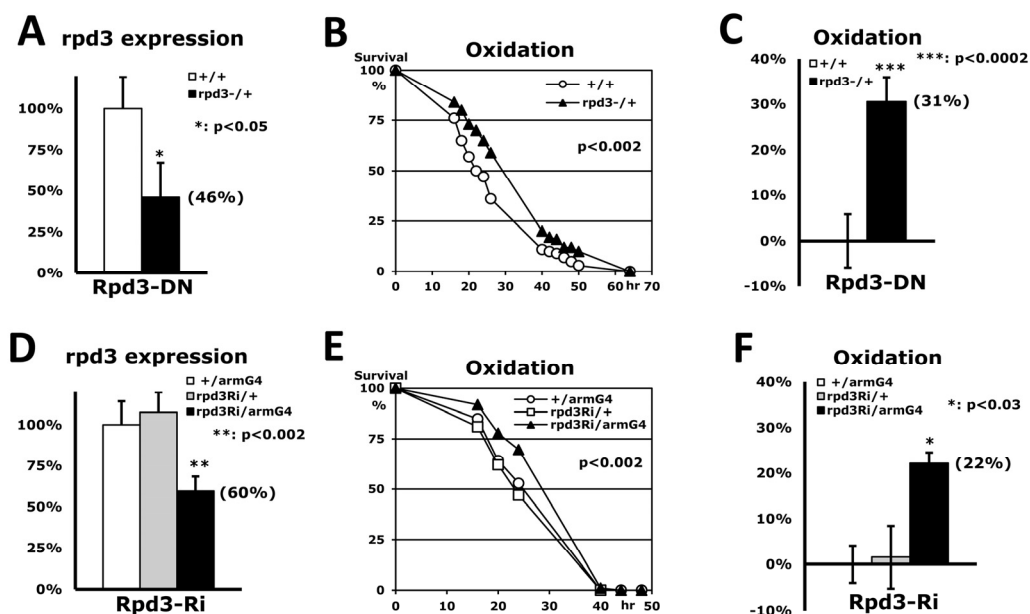 A
rpd3 expression
+/+
rpd3-/+
*: p<0.05
100%
75%
50%
25%
0%
*
(46%)
Rpd3-DN
B
Oxidation
Survival
%
100
75
50
25
0
+/+
rpd3-/+
p<0.002
0 10 20 30 40 50 hr 60 70
C
Oxidation
+/+
rpd3-/+
***: p<0.0002
40%
30%
20%
10%
0%
-10%
***
(31%)
Rpd3-DN
D
rpd3 expression
+/armG4
rpd3Ri/+
rpd3Ri/armG4
**: p<0.002
100%
75%
50%
25%
0%
**
(60%)
Rpd3-Ri
E
Oxidation
Survival
%
100
75
50
25
0
+/armG4
rpd3Ri/+
rpd3Ri/armG4
p<0.002
0 10 20 30 40 hr 50
F
Oxidation
+/armG4
rpd3Ri/+
rpd3Ri/armG4
*: p<0.03
40%
30%
20%
10%
0%
-10%
*
(22%)
Rpd3-Ri